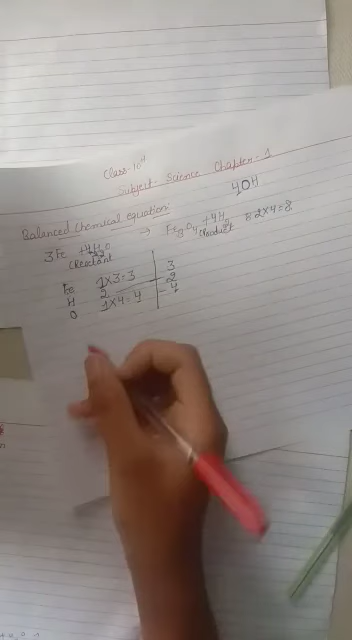 Class-10th
Subject- Science Chapter-1
4OH
Balanced Chemical equation:
3Fe +4H2O → Fe3O4 +4H2 2×4=8
(Reactant (Product
Fe 1×3=3 3
H 2 2
O 1×4=4 4